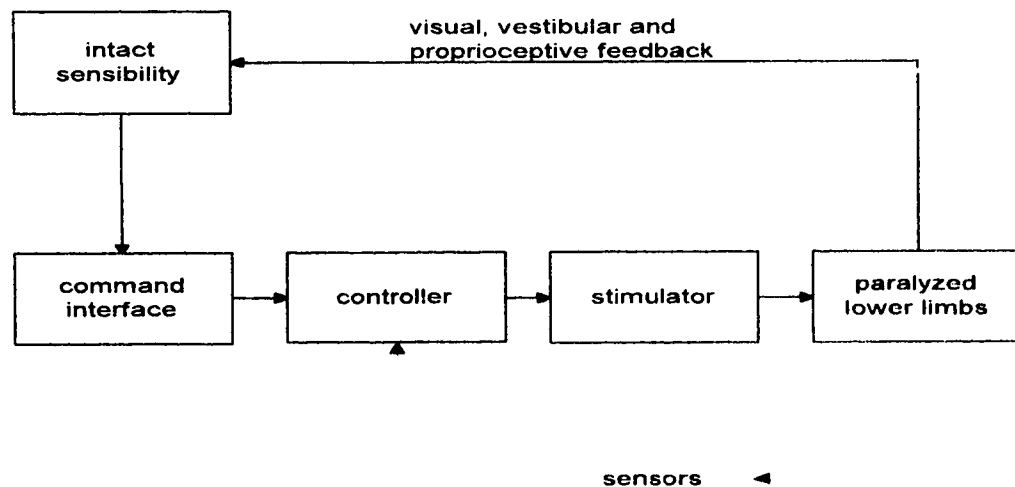 intact
sensibility
visual, vestibular and
proprioceptive feedback
command
interface
controller
stimulator
paralyzed
lower limbs
sensors